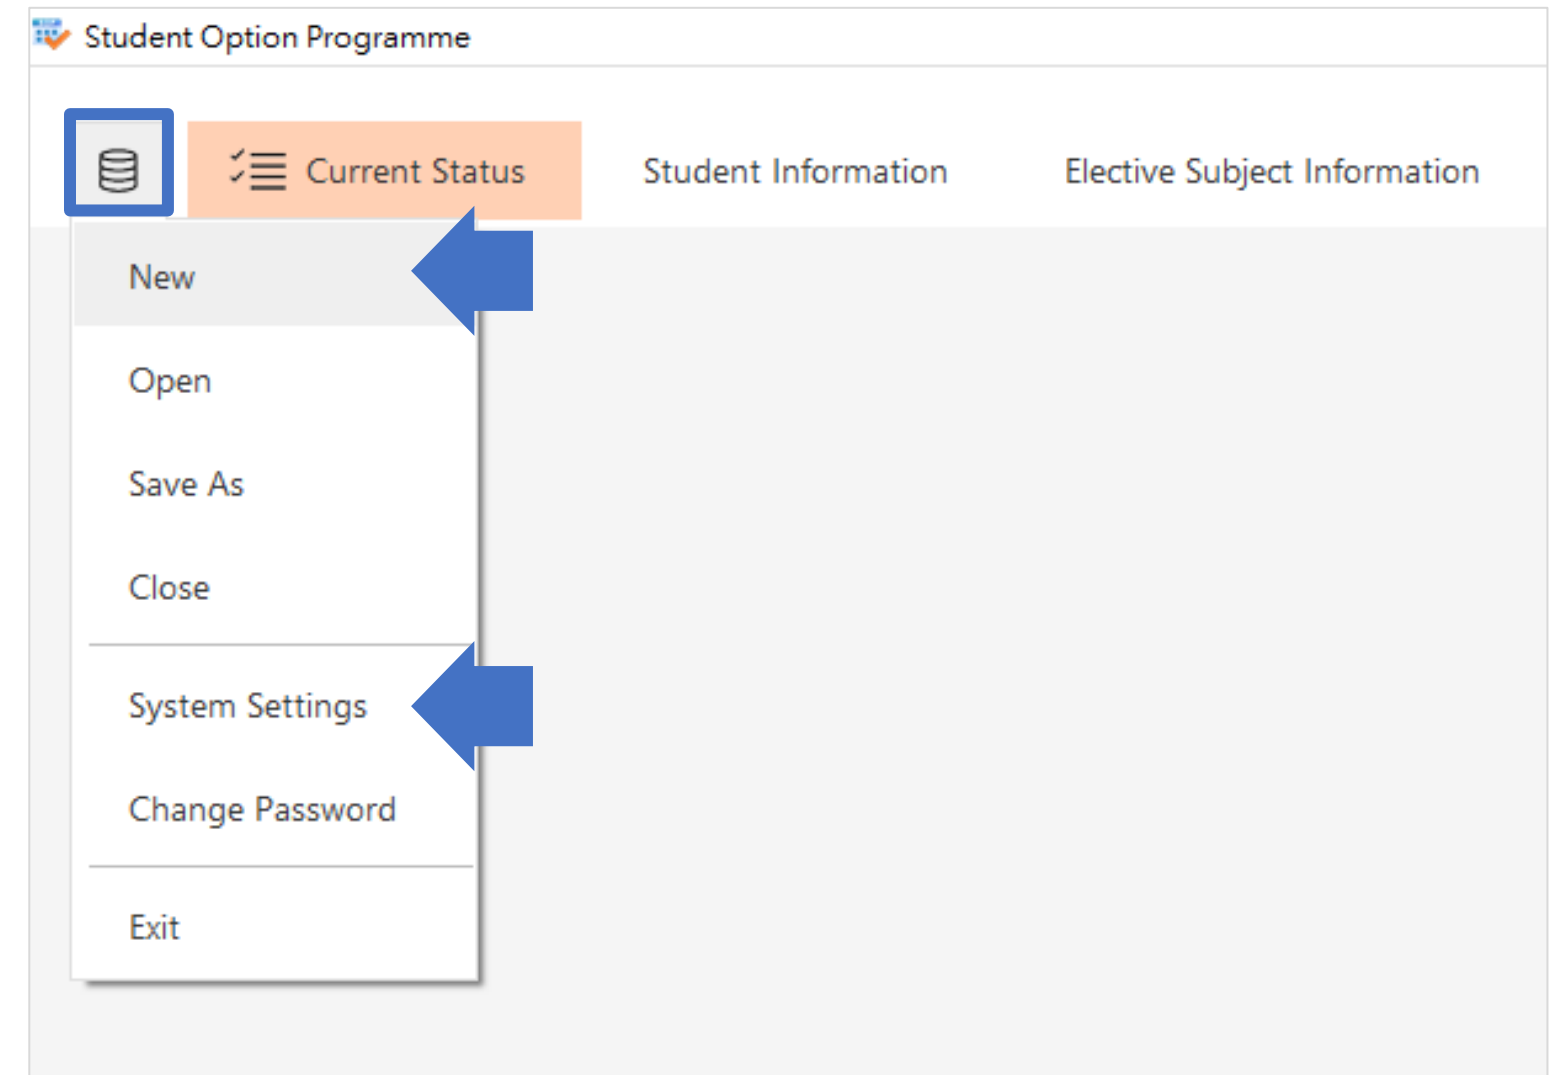 Student Option Programme
Current Status Student Information Elective Subject Information
New
Open
Save As
Close
System Settings
Change Password
Exit